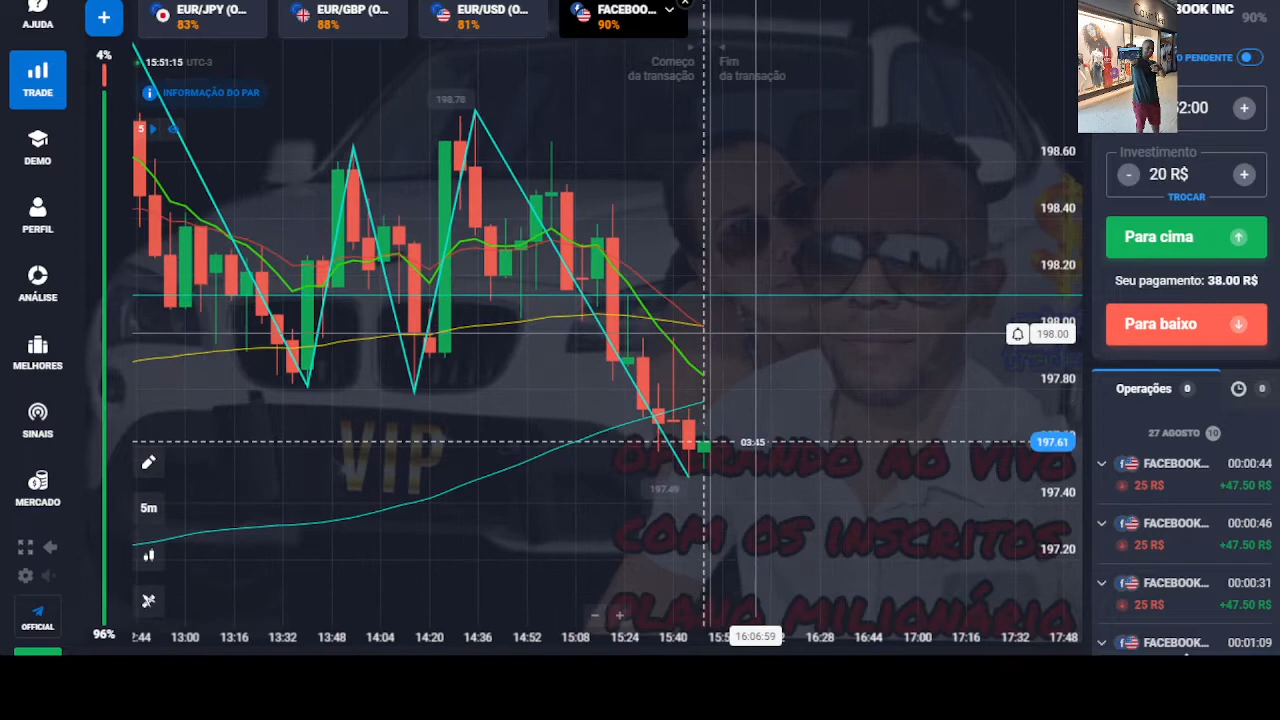 AJUDA
TRADE
DEMO
PERFIL
ANÁLISE
MELHORES
SINAIS
MERCADO
OFFICIAL
+
EUR/JPY (O...
83%
EUR/GBP (O...
88%
EUR/USD (O...
81%
FACEBOO...
90%
4%
96%
15:51:15 UTC-3
INFORMAÇÃO DO PAR
5
Começo
da transação
Fim
da transação
198.78
197.49
03:45
VIP
OPERANDO AO VIVO
COM OS INSCRITOS
PLANO MILIONÁRIO
5m
198.60
198.40
198.20
198.00
198.00
197.80
197.61
197.40
197.20
2:44
13:00
13:16
13:32
13:48
14:04
14:20
14:36
14:52
15:08
15:24
15:40
16:06:59
16:28
16:44
17:00
17:16
17:32
17:48
BOOK INC
90%
O PENDENTE
52:00
+
Investimento
- 20 R$ +
TROCAR
Para cima
Seu pagamento: 38.00 R$
Para baixo
Operações 0 0
27 AGOSTO 10
FACEBOOK... 00:00:44
25 R$ +47.50 R$
FACEBOOK... 00:00:46
25 R$ +47.50 R$
FACEBOOK... 00:00:31
25 R$ +47.50 R$
FACEBOOK... 00:01:09